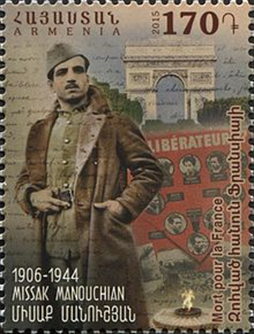 ՀԱՅԱՍՏԱՆ
ARMENIA
2015
170֏
LIBÉRATEUR
1906-1944
MISSAK MANOUCHIAN
ՄԻՍԱՔ ՄԱՆՈՒՇՅԱՆ
Mort pour la France
Զոհված հանուն Ֆրանսիայի